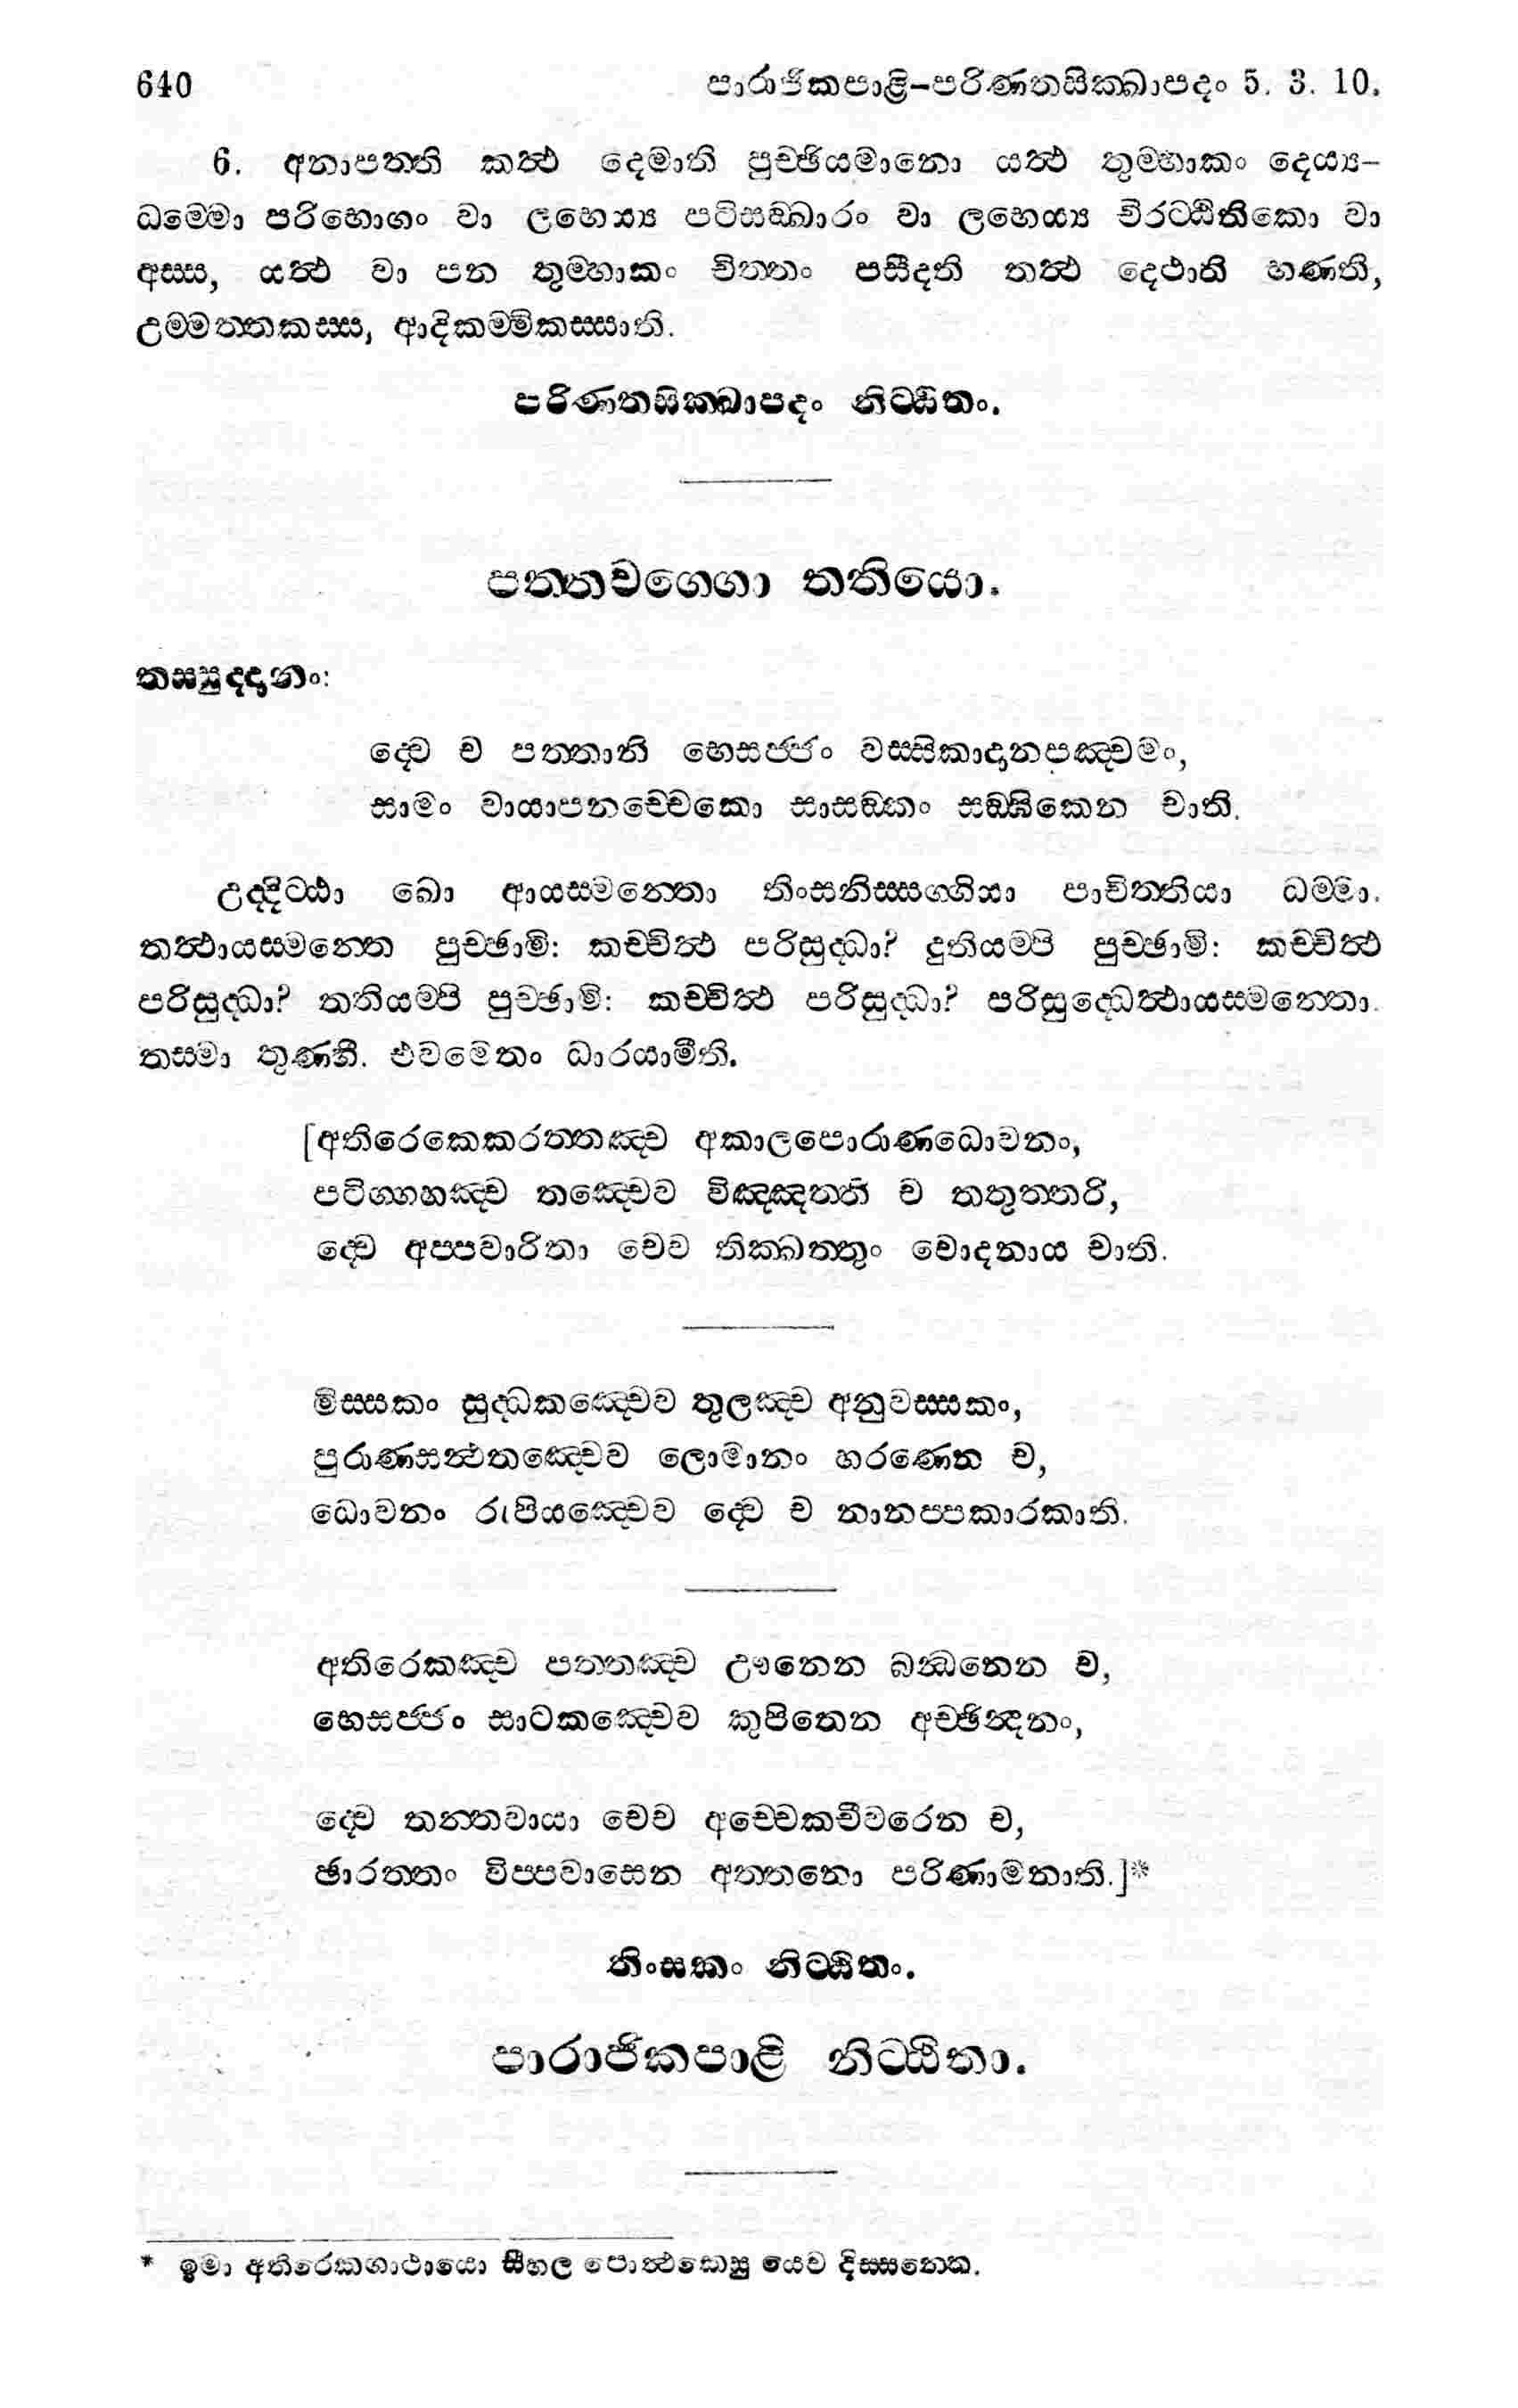 640 පාරාජිකපාළි-පරිණතසික්ඛාපදං 5. 3. 10.
6. අනාපත්ති කත්ථ දෙමාති පුච්ඡියමානො යත්ථ තුම්හාකං දෙය්‍ය-
ධම්මො පරිභොගං වා ලභෙය්‍ය පටිසඞ්ඛාරං වා ලභෙය්‍ය චිරට්ඨිතිකො වා
අස්ස, යත්ථ වා පන තුම්හාකං චිත්තං පසීදති තත්ථ දෙථාති භණති,
උම්මත්තකස්ස, ආදිකම්මිකස්සාති.
පරිණතසික්ඛාපදං නිට්ඨිතං.
පත්තවග්ගො තතියො.
තස්සුද්දානං:
ද්වෙ ච පත්තානි භෙසජ්ජං වස්සිකාදානපඤ්චමං,
සාමං වායාපනච්චෙකො සාසඞ්කං සඞ්ඝිකෙන චාති.
උද්දිට්ඨා ඛො ආයස්මන්තො තිංසනිස්සග්ගියා පාචිත්තියා ධම්මා.
තත්ථායස්මන්තෙ පුච්ඡාමි: කච්චිත්ථ පරිසුද්ධා? දුතියම්පි පුච්ඡාමි: කච්චිත්ථ
පරිසුද්ධා? තතියම්පි පුච්ඡාමි: කච්චිත්ථ පරිසුද්ධා? පරිසුද්ධෙත්ථායස්මන්තො.
තස්මා තුණ්හී. එවමෙතං ධාරයාමීති.
[අතිරෙකෙකරත්තඤ්ච අකාලපොරාණධොවනං,
පටිග්ගහඤ්ච තඤ්චෙව විඤ්ඤත්ති ච තතුත්තරි,
ද්වෙ අප්පවාරිතා චෙව තික්ඛත්තුං චොදනාය චාති.
මිස්සකං සුද්ධකඤ්චෙව තුලඤ්ච අනුවස්සකං,
පුරාණසන්ථතඤ්චෙව ලොමානං හරණෙන ච,
ධොවනං රූපියඤ්චෙව ද්වෙ ච නානප්පකාරකාති.
අතිරෙකඤ්ච පත්තඤ්ච ඌනෙන බන්ධනෙන ච,
භෙසජ්ජං සාටකඤ්චෙව කුපිතෙන අච්ඡින්දනං,
ද්වෙ තන්තවායා චෙව අච්චෙකචීවරෙන ච,
ඡාරත්තං විප්පවාසෙන අත්තනො පරිණාමනාති.]*
තිංසකං නිට්ඨිතං.
පාරාජිකපාළි නිට්ඨිතා.
* ඉමා අතිරෙකගාථායො සීහල පොත්ථකෙසු යෙව දිස්සන්තෙ.